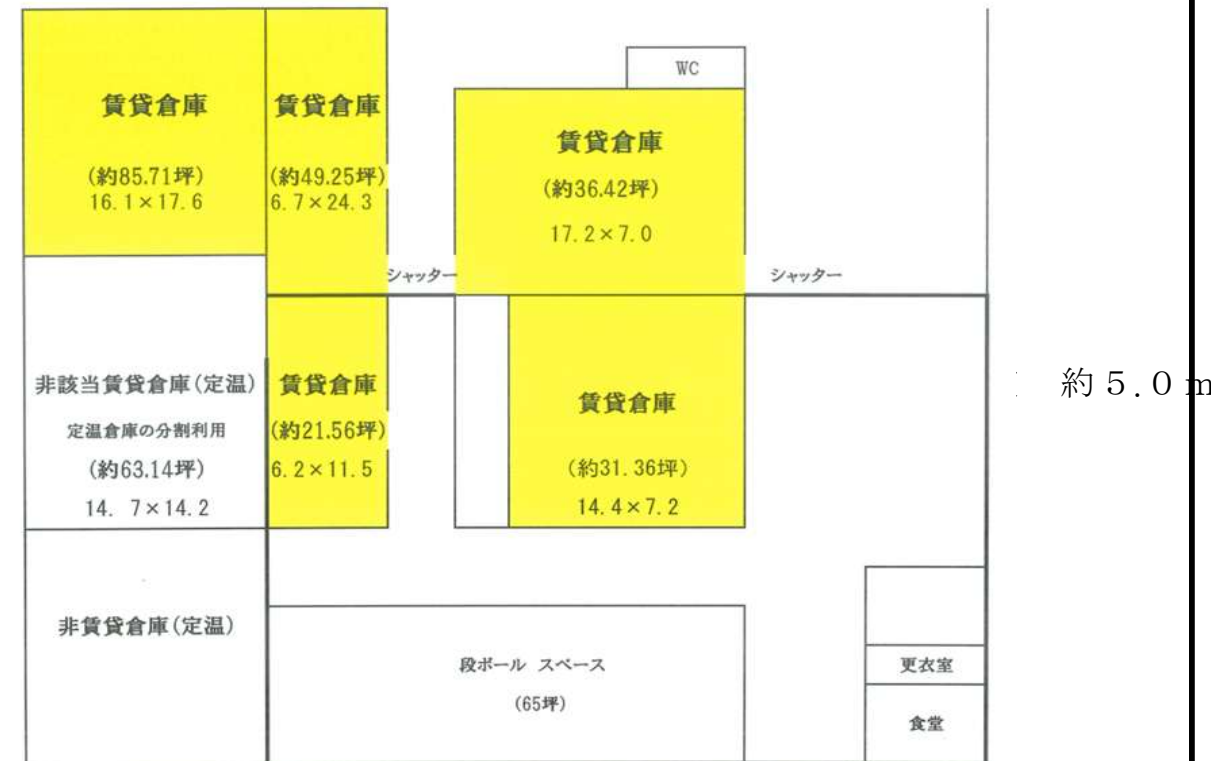 賃貸倉庫
(約85.71坪)
16.1×17.6
賃貸倉庫
(約49.25坪)
6.7×24.3
WC
賃貸倉庫
(約36.42坪)
17.2×7.0
シャッター
シャッター
非該当賃貸倉庫(定温)
定温倉庫の分割利用
(約63.14坪)
14. 7×14.2
賃貸倉庫
(約21.56坪)
6.2×11.5
賃貸倉庫
(約31.36坪)
14.4×7.2
約5.0m
非賃貸倉庫(定温)
段ボール スペース
(65坪)
更衣室
食堂